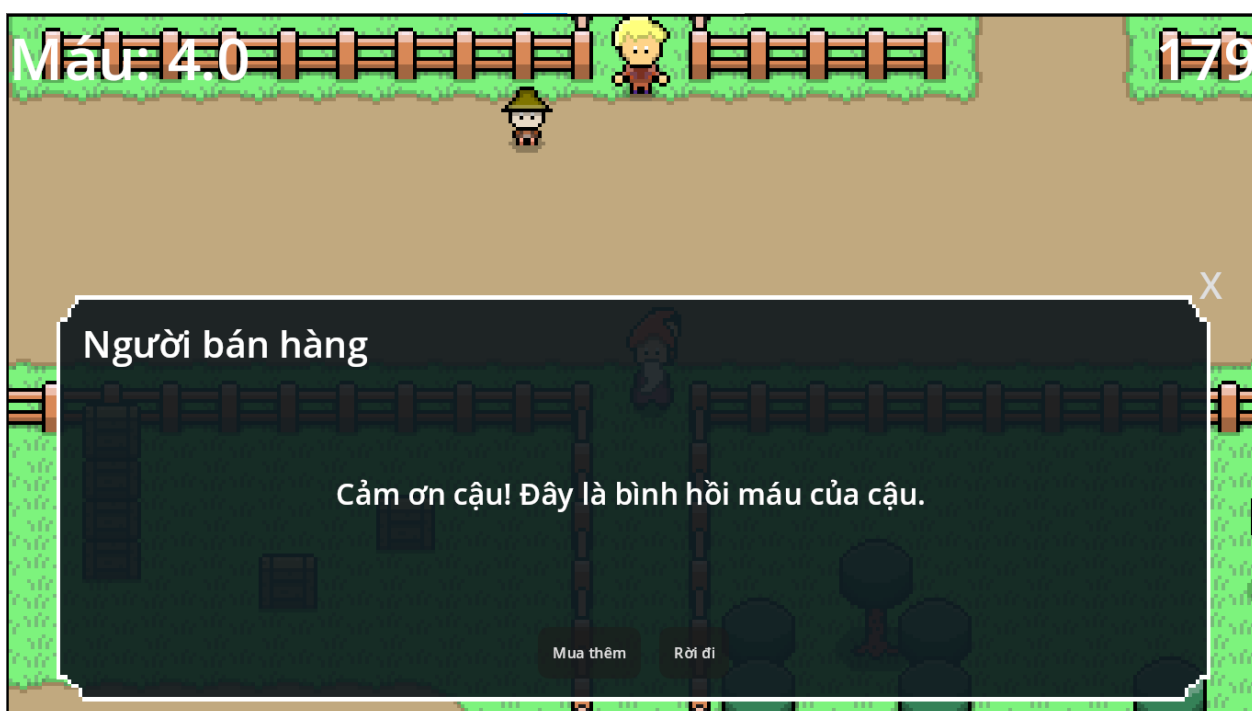 Máu: 4.0
179
X
Người bán hàng
Cảm ơn cậu! Đây là bình hồi máu của cậu.
Mua thêm
Rời đi